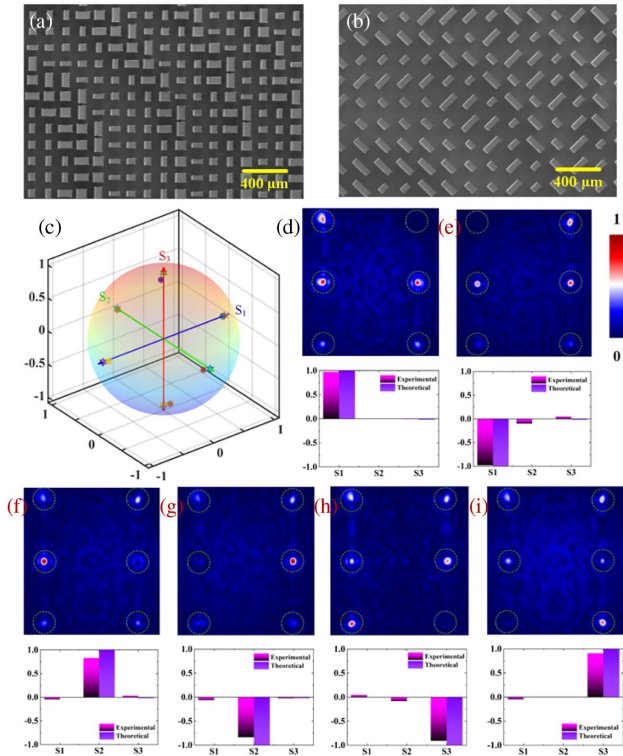 (a)
400 μm
(b)
400 μm
(c)
1
0.5
0
-0.5
-1
1
0
-1
-1
0
1
S3
S2
S1
(d)
(e)
1
0
1.0
0.5
0.0
-0.5
-1.0
Experimental
Theoretical
S1 S2 S3
1.0
0.5
0.0
-0.5
-1.0
Experimental
Theoretical
S1 S2 S3
(f)
(g)
(h)
(i)
1.0
0.5
0.0
-0.5
-1.0
Experimental
Theoretical
S1 S2 S3
1.0
0.5
0.0
-0.5
-1.0
Experimental
Theoretical
S1 S2 S3
1.0
0.5
0.0
-0.5
-1.0
Experimental
Theoretical
S1 S2 S3
1.0
0.5
0.0
-0.5
-1.0
Experimental
Theoretical
S1 S2 S3